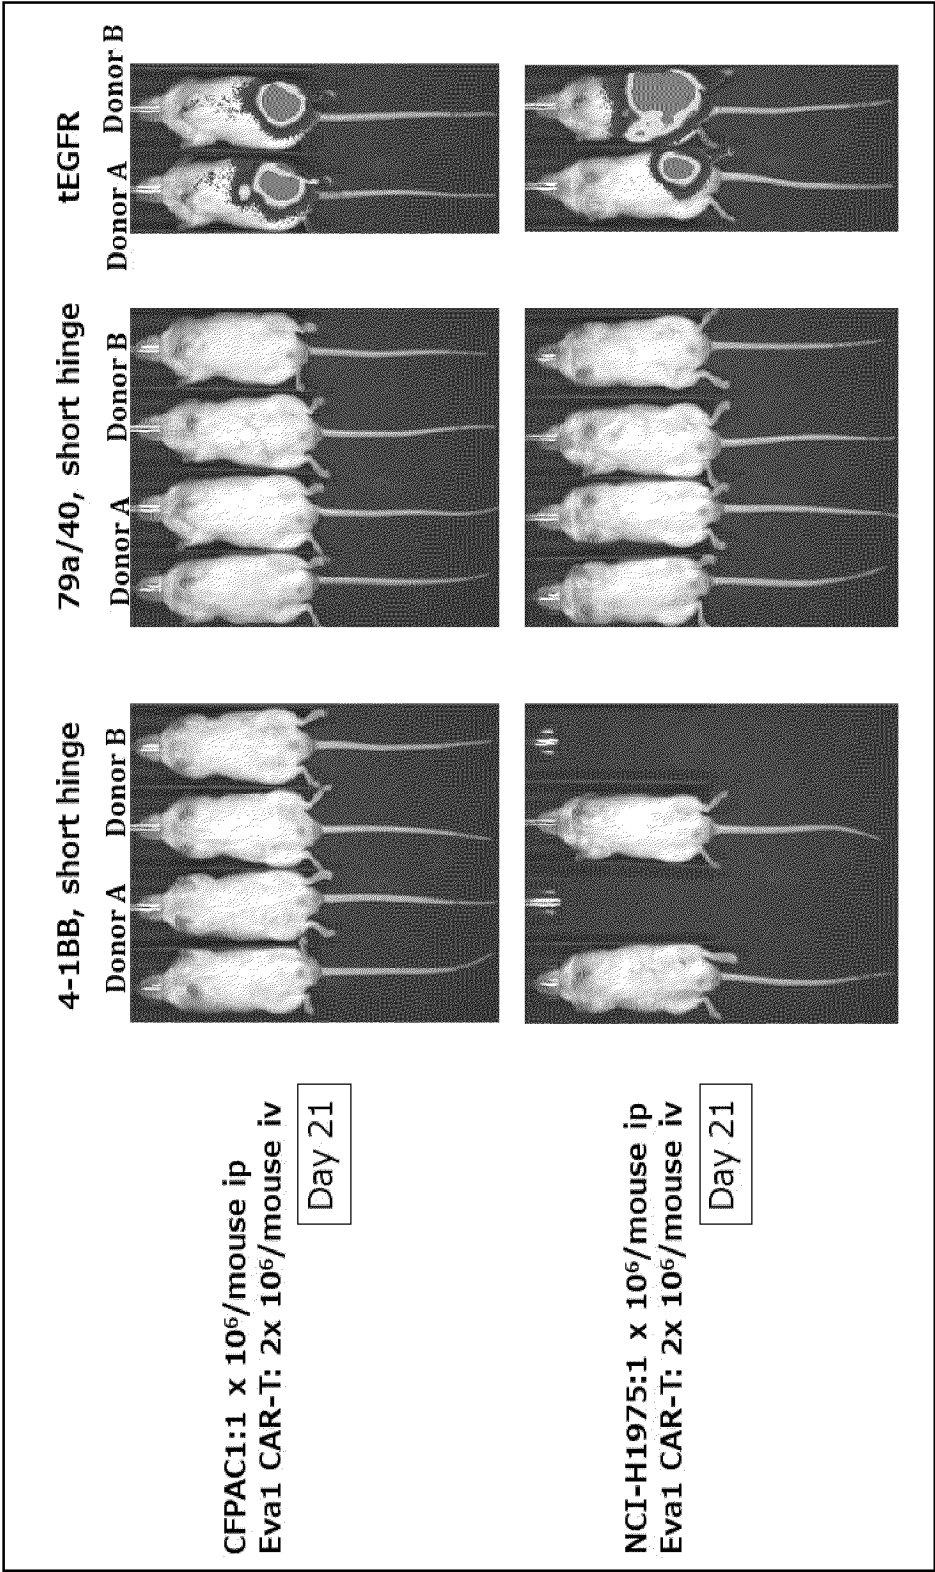 4-1BB, short hinge
79a/40, short hinge
tEGFR
Donor A
Donor B
Donor A
Donor B
Donor A
Donor B
CFPAC1:1 x 10⁶/mouse ip
Eva1 CAR-T: 2x 10⁶/mouse iv
Day 21
NCI-H1975:1 x 10⁶/mouse ip
Eva1 CAR-T: 2x 10⁶/mouse iv
Day 21